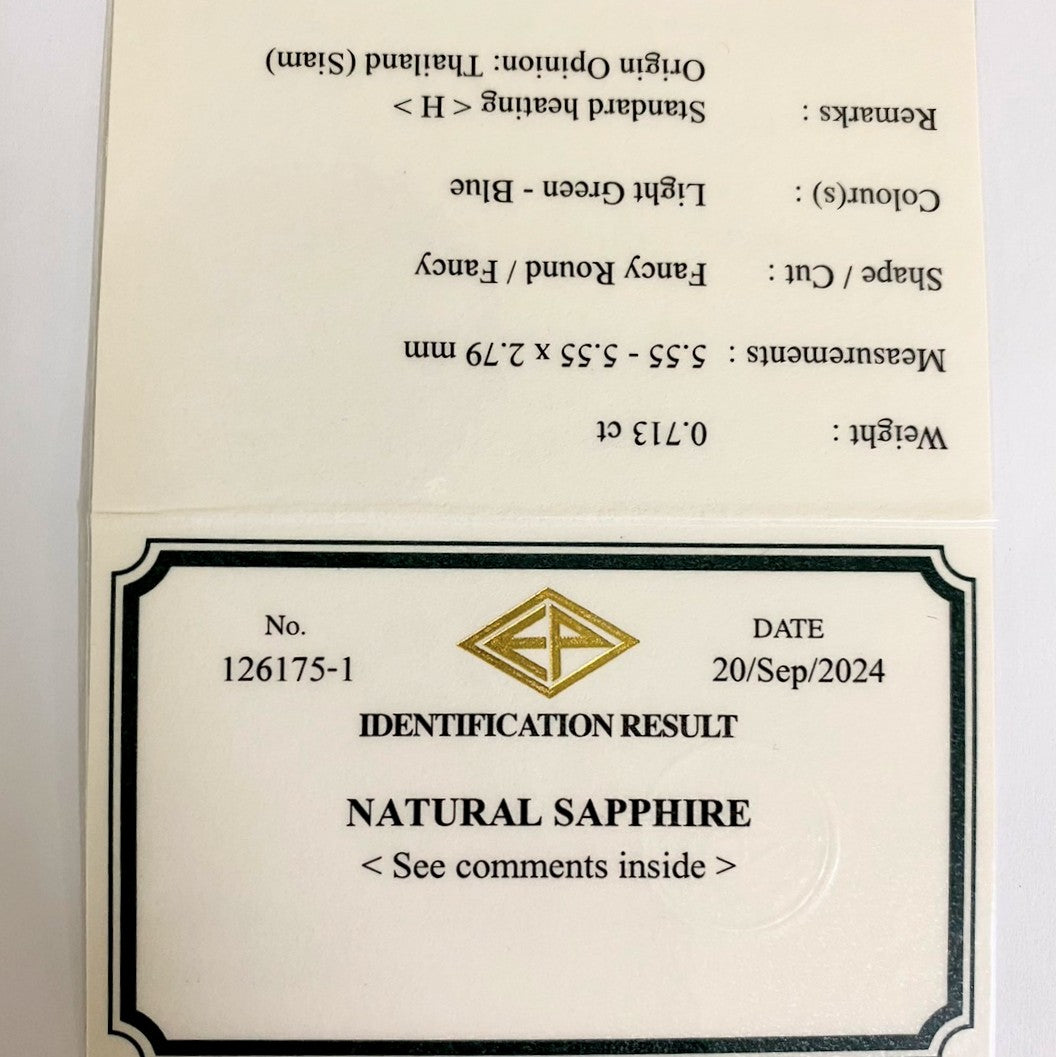 Weight : 0.713 ct
Measurements : 5.55 - 5.55 x 2.79 mm
Shape / Cut : Fancy Round / Fancy
Colour(s) : Light Green - Blue
Remarks : Standard heating < H >
Origin Opinion: Thailand (Siam)
No. EP DATE
126175-1 20/Sep/2024
IDENTIFICATION RESULT
NATURAL SAPPHIRE
< See comments inside >